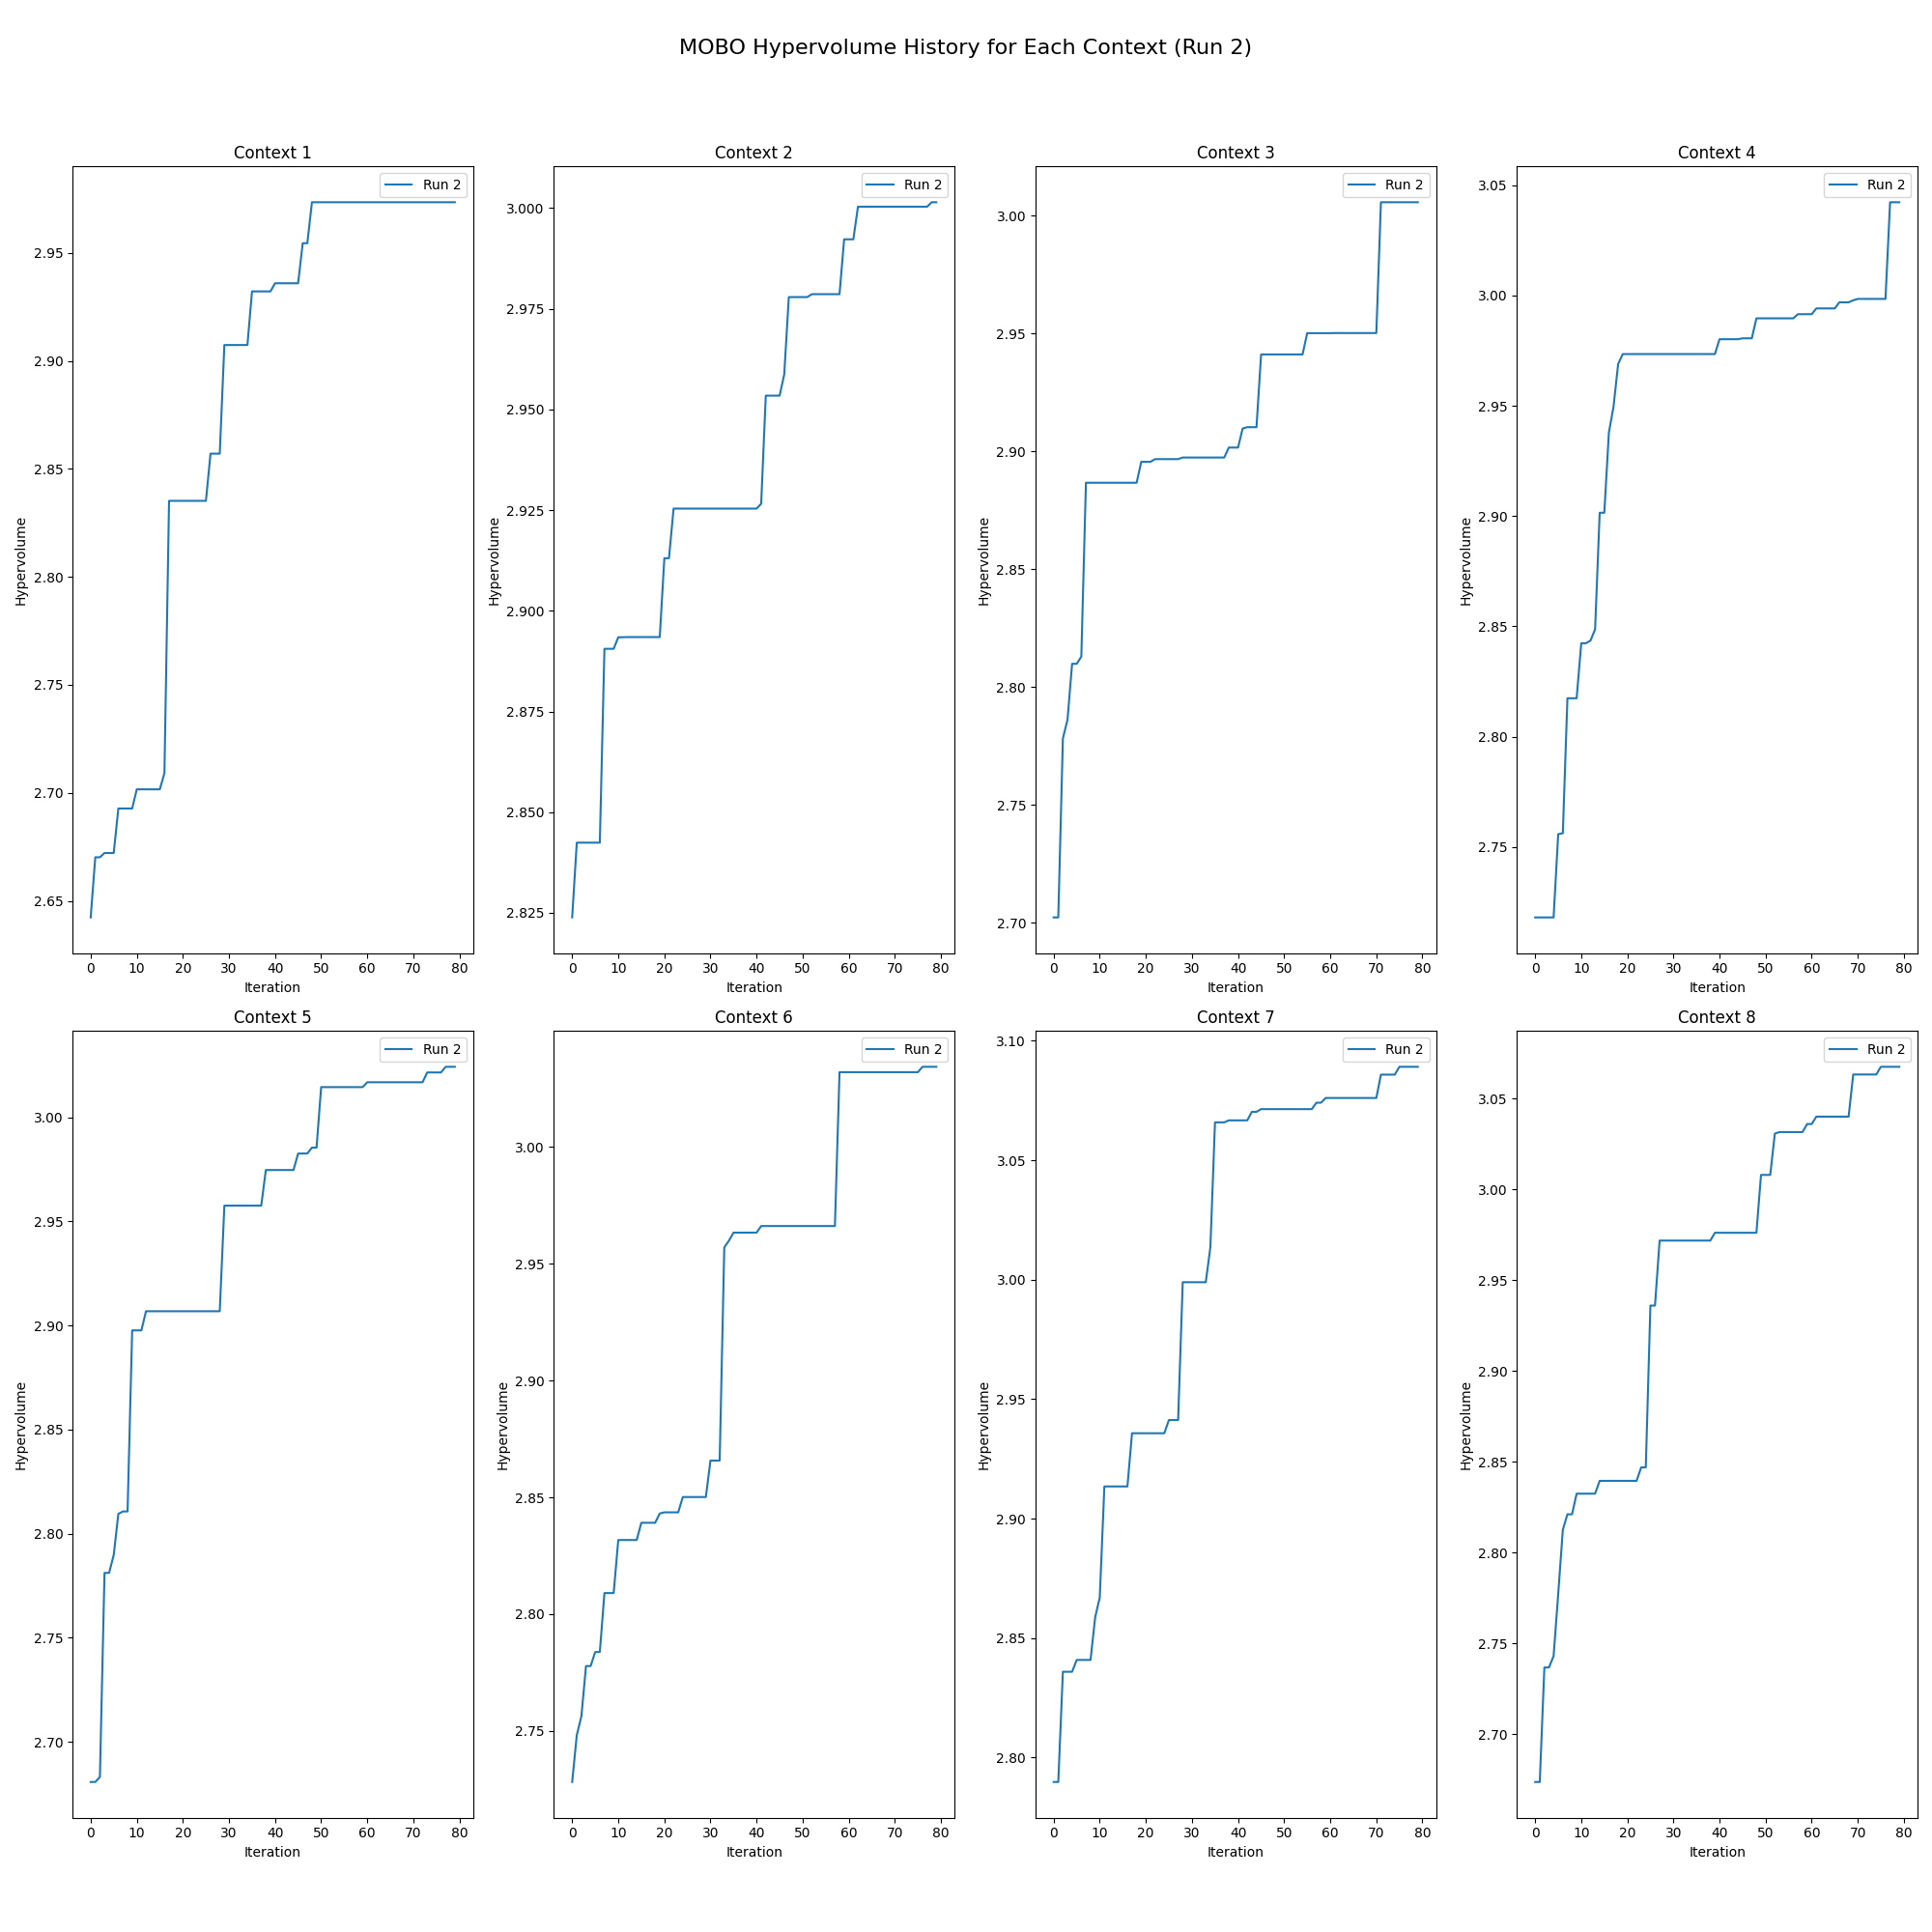 MOBO Hypervolume History for Each Context (Run 2)
Context 1
Run 2
2.95
2.90
2.85
2.80
2.75
2.70
2.65
Hypervolume
0 10 20 30 40 50 60 70 80
Iteration
Context 2
Run 2
3.000
2.975
2.950
2.925
2.900
2.875
2.850
2.825
Hypervolume
0 10 20 30 40 50 60 70 80
Iteration
Context 3
Run 2
3.00
2.95
2.90
2.85
2.80
2.75
2.70
Hypervolume
0 10 20 30 40 50 60 70 80
Iteration
Context 4
Run 2
3.05
3.00
2.95
2.90
2.85
2.80
2.75
Hypervolume
0 10 20 30 40 50 60 70 80
Iteration
Context 5
Run 2
3.00
2.95
2.90
2.85
2.80
2.75
2.70
Hypervolume
0 10 20 30 40 50 60 70 80
Iteration
Context 6
Run 2
3.00
2.95
2.90
2.85
2.80
2.75
Hypervolume
0 10 20 30 40 50 60 70 80
Iteration
Context 7
Run 2
3.10
3.05
3.00
2.95
2.90
2.85
2.80
Hypervolume
0 10 20 30 40 50 60 70 80
Iteration
Context 8
Run 2
3.05
3.00
2.95
2.90
2.85
2.80
2.75
2.70
Hypervolume
0 10 20 30 40 50 60 70 80
Iteration